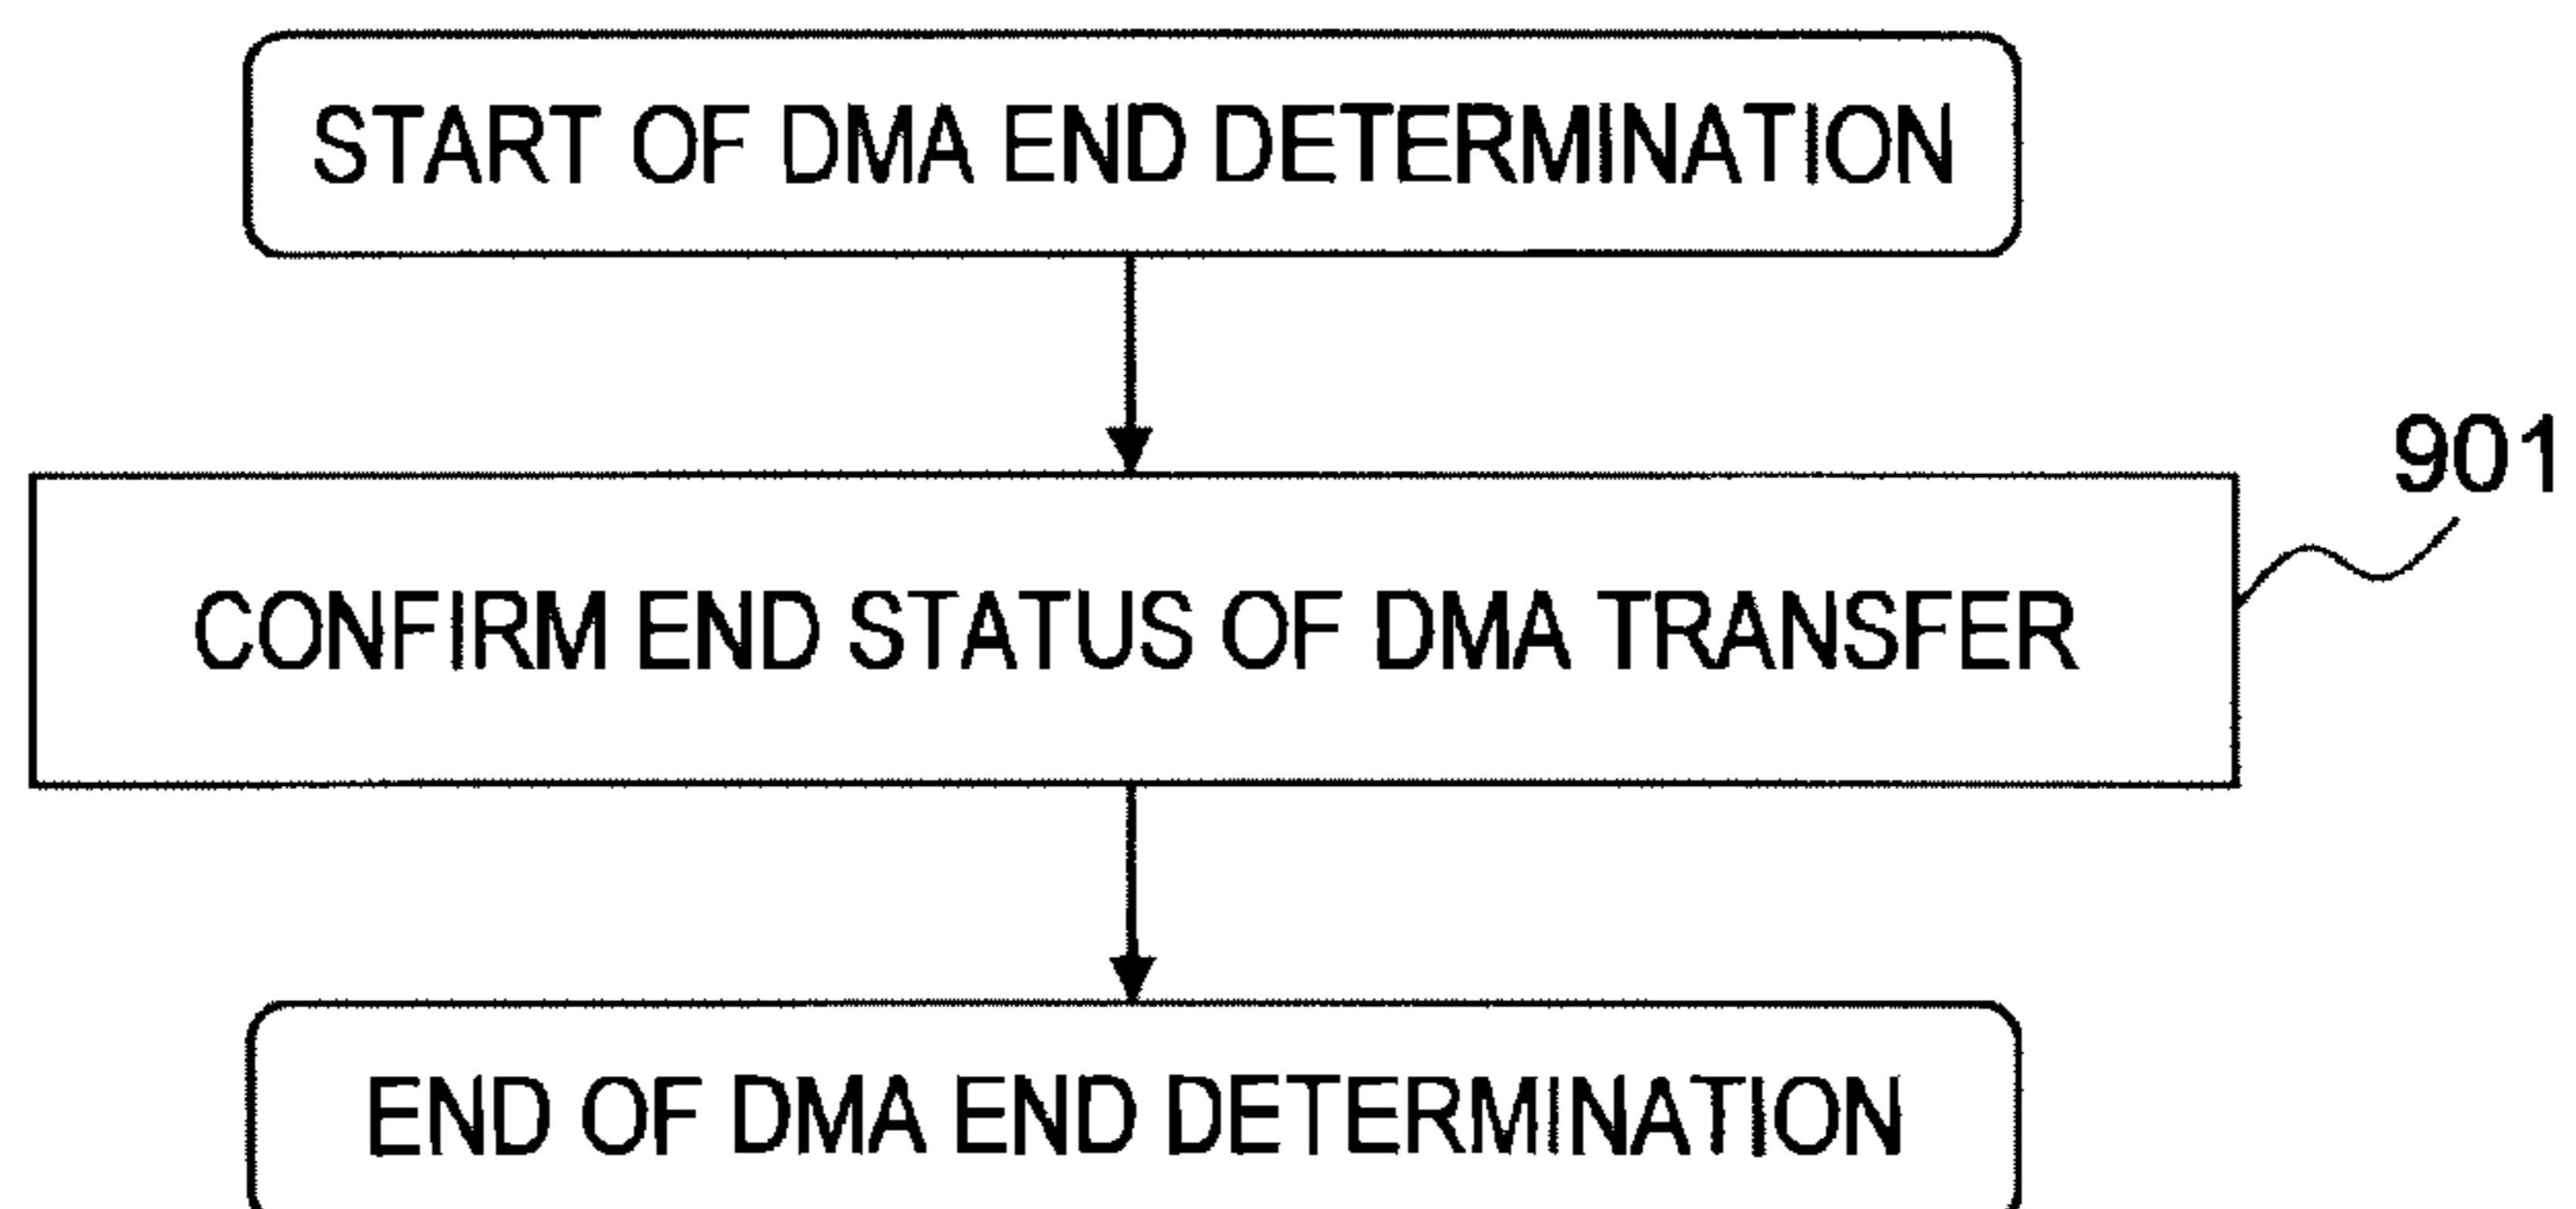 START OF DMA END DETERMINATION
901
CONFIRM END STATUS OF DMA TRANSFER
END OF DMA END DETERMINATION